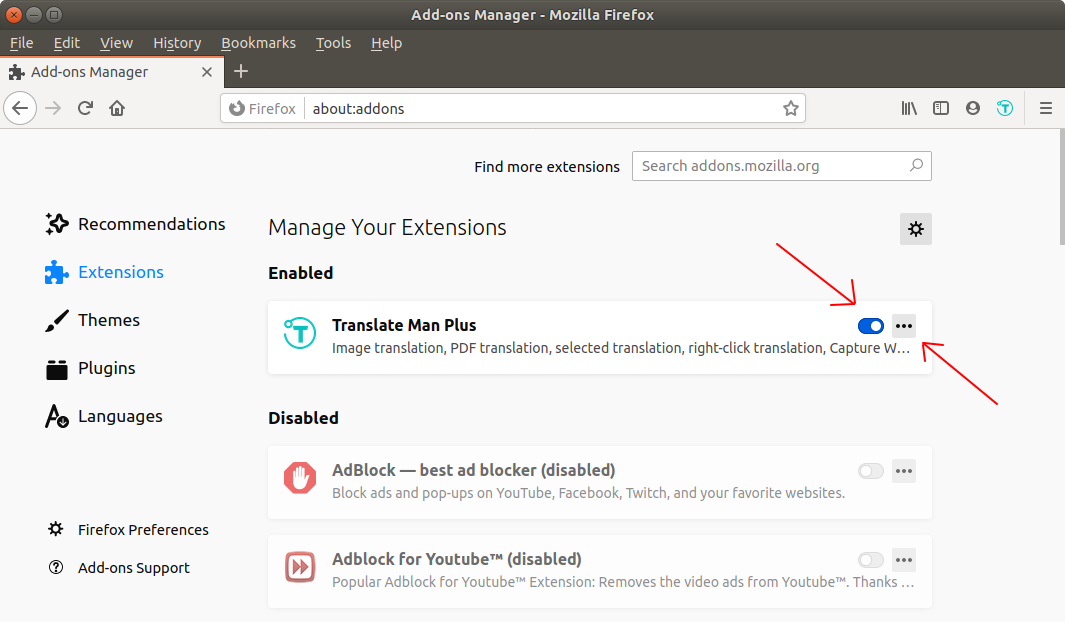 Add-ons Manager - Mozilla Firefox
File Edit View History Bookmarks Tools Help
Add-ons Manager
Firefox about:addons
Find more extensions Search addons.mozilla.org
Recommendations
Extensions
Themes
Plugins
Languages
Firefox Preferences
Add-ons Support
Manage Your Extensions
Enabled
Translate Man Plus
Image translation, PDF translation, selected translation, right-click translation, Capture W…
Disabled
AdBlock — best ad blocker (disabled)
Block ads and pop-ups on YouTube, Facebook, Twitch, and your favorite websites.
Adblock for Youtube™ (disabled)
Popular Adblock for Youtube™ Extension: Removes the video ads from Youtube™. Thanks …